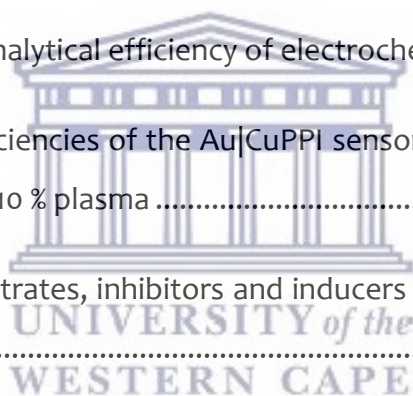 nalytical efficiency of electroche
ciencies of the Au|CuPPI sensor
10 % plasma ....................................
trates, inhibitors and inducers
UNIVERSITY of the
....................................................
WESTERN CAPE